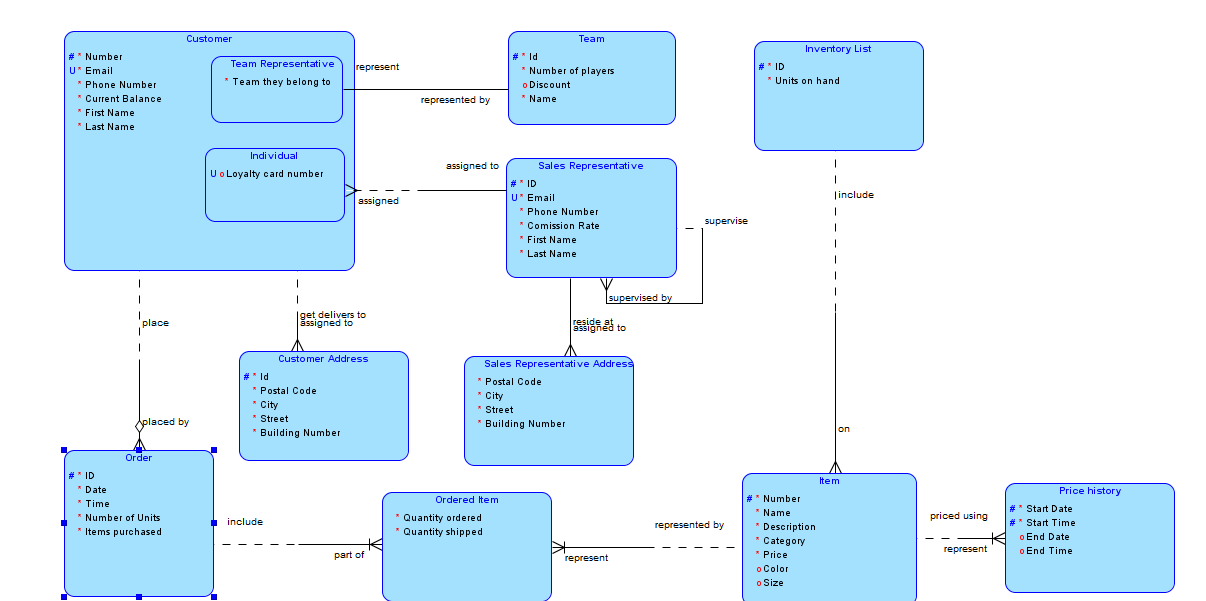 Customer
# * Number
U * Email
* Phone Number
* Current Balance
* First Name
* Last Name
Team Representative
* Team they belong to
Individual
U o Loyalty card number
represent
represented by
Team
# * Id
* Number of players
o Discount
* Name
Inventory List
# * ID
* Units on hand
assigned to
assigned
Sales Representative
# * ID
U * Email
* Phone Number
* Comission Rate
* First Name
* Last Name
supervise
supervised by
include
place
get delivers to
assigned to
reside at
assigned to
Customer Address
# * Id
* Postal Code
* City
* Street
* Building Number
Sales Representative Address
* Postal Code
* City
* Street
* Building Number
placed by
on
Order
# * ID
* Date
* Time
* Number of Units
* Items purchased
include
part of
Ordered Item
* Quantity ordered
* Quantity shipped
represented by
represent
Item
# * Number
* Name
* Description
* Category
* Price
o Color
o Size
priced using
represent
Price history
# * Start Date
# * Start Time
o End Date
o End Time